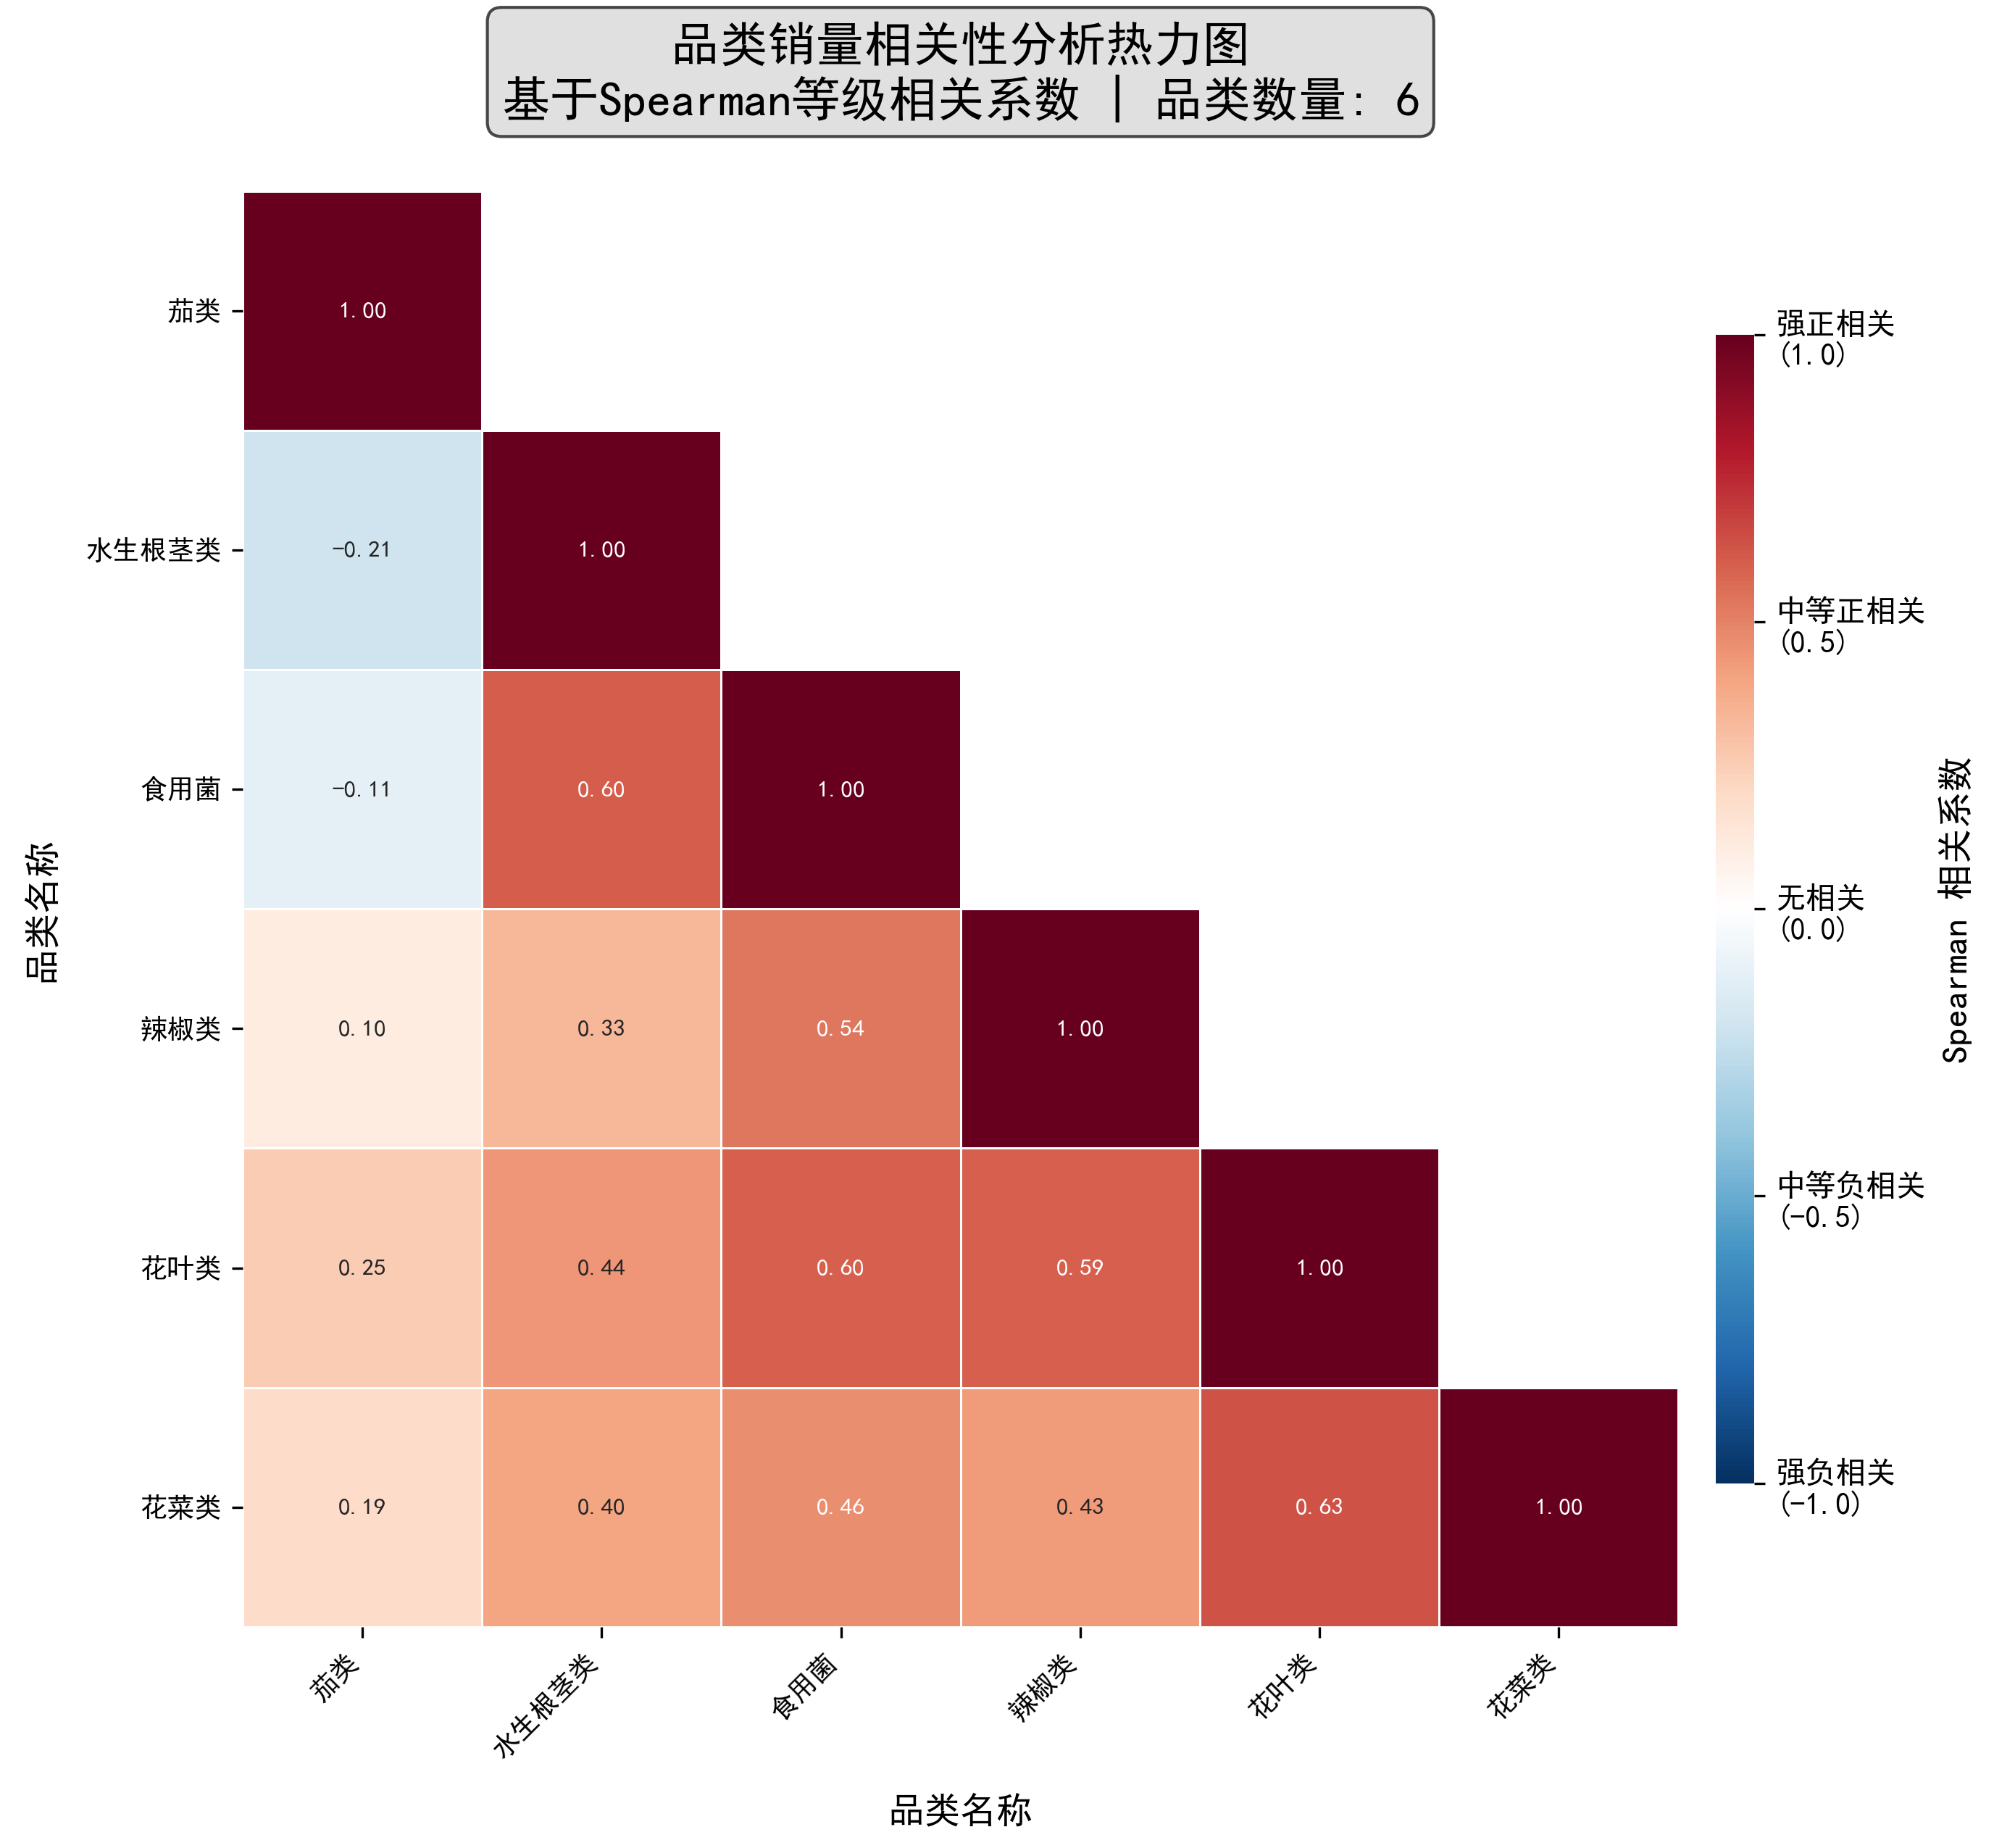 品类销量相关性分析热力图
基于Spearman等级相关系数 | 品类数量: 6
茄类
1.00
水生根茎类
-0.21
1.00
食用菌
-0.11
0.60
1.00
辣椒类
0.10
0.33
0.54
1.00
花叶类
0.25
0.44
0.60
0.59
1.00
花菜类
0.19
0.40
0.46
0.43
0.63
1.00
茄类
水生根茎类
食用菌
辣椒类
花叶类
花菜类
品类名称
品类名称
强正相关
(1.0)
中等正相关
(0.5)
无相关
(0.0)
中等负相关
(-0.5)
强负相关
(-1.0)
Spearman 相关系数